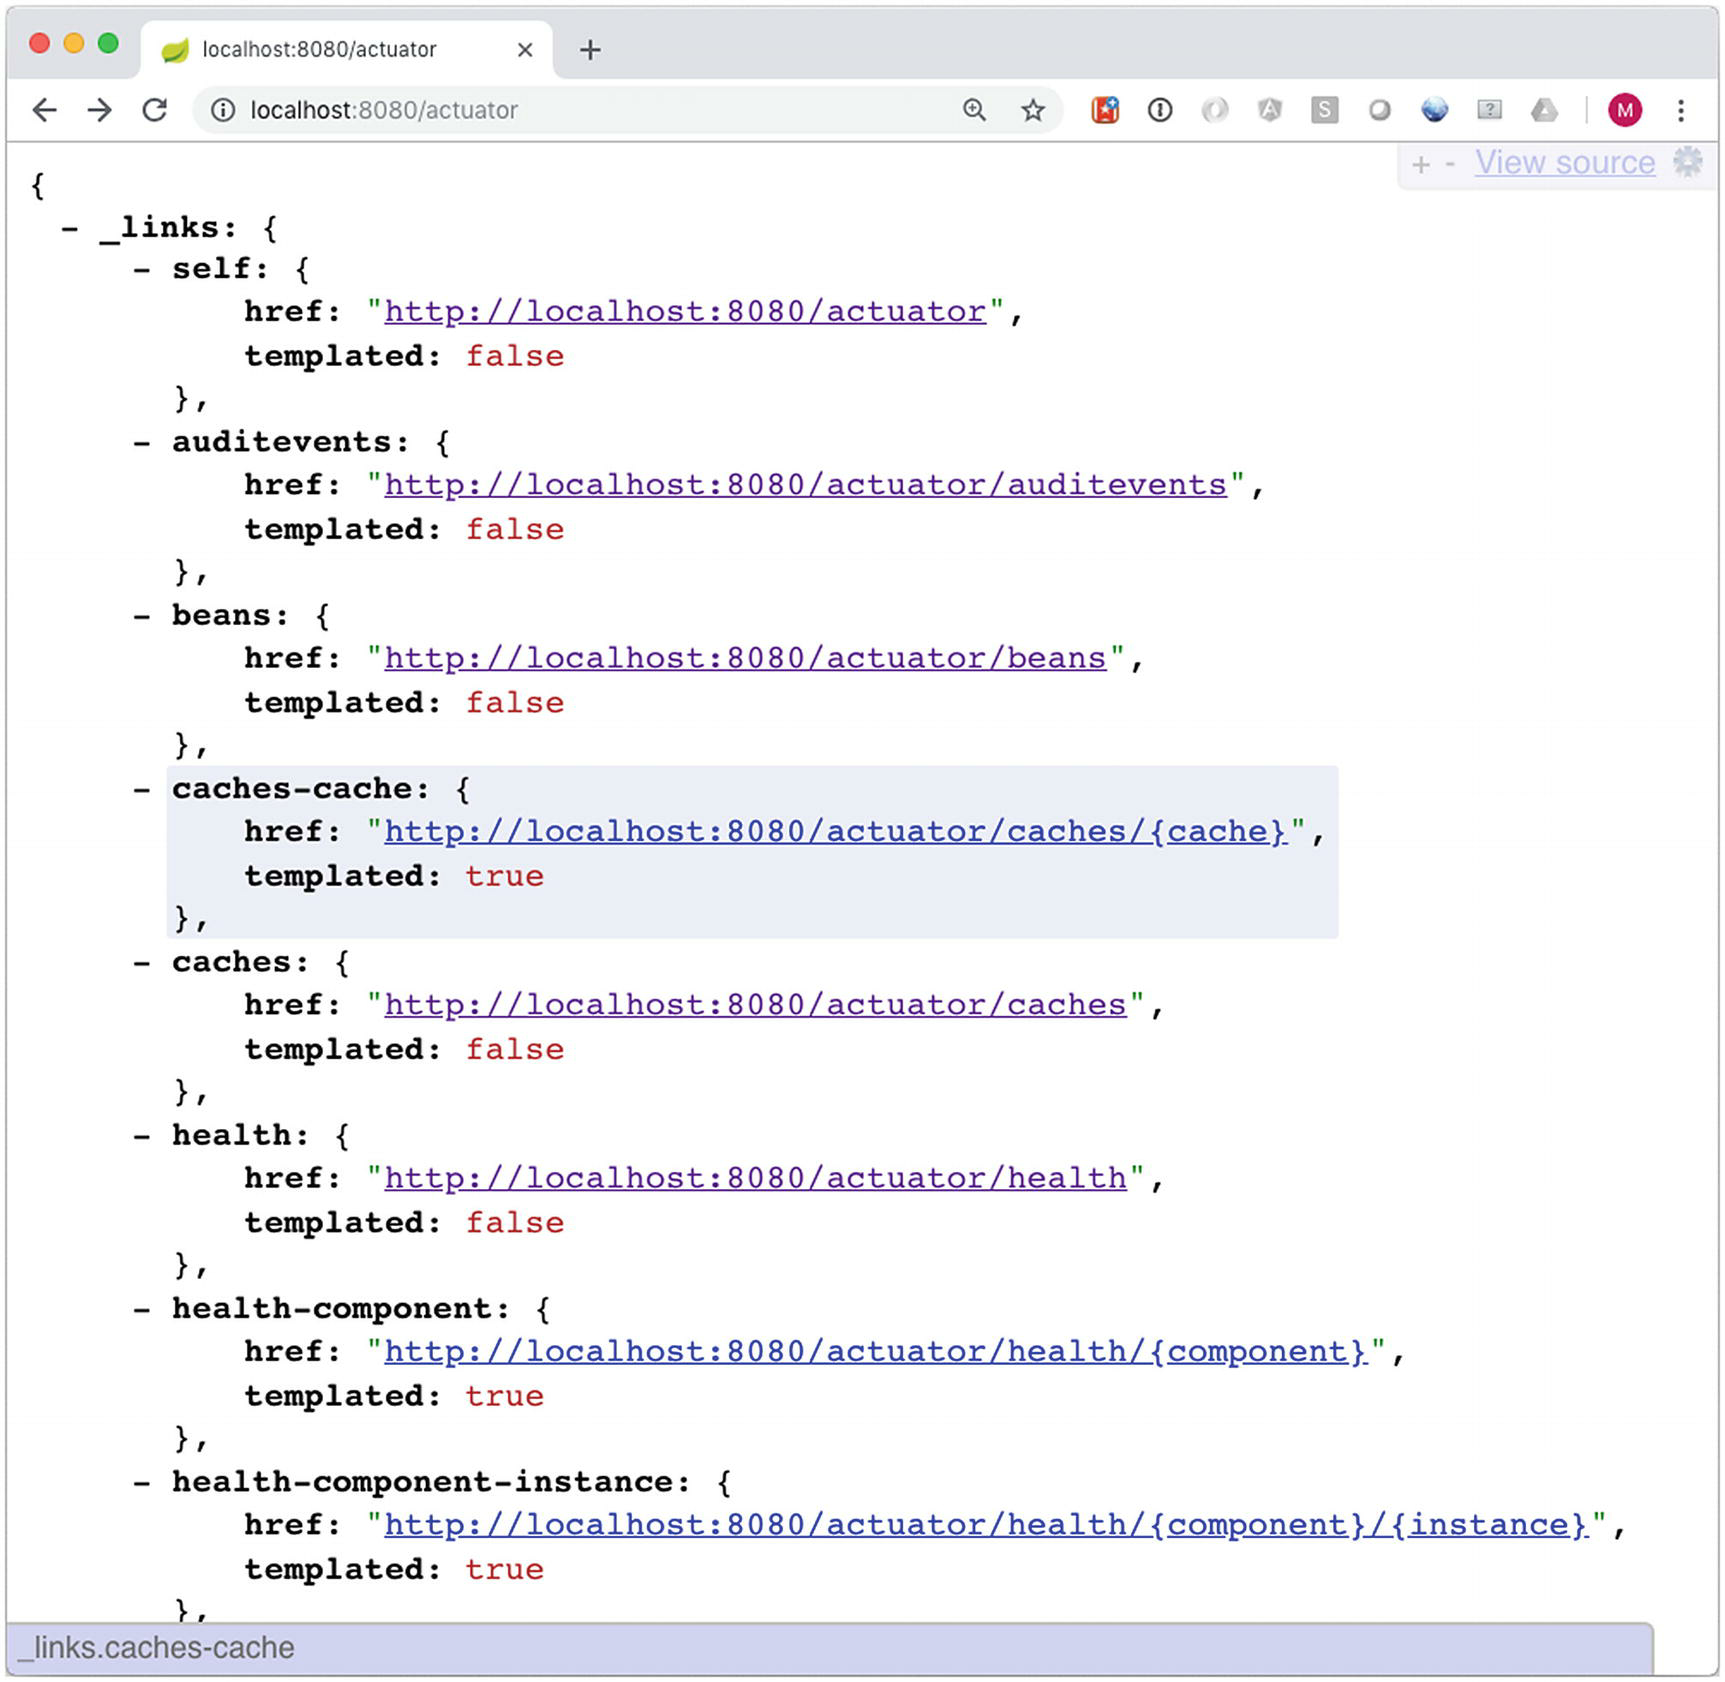 localhost:8080/actuator
localhost:8080/actuator
S
?
M
+ - View source
{
- _links: {
- self: {
href: "http://localhost:8080/actuator",
templated: false
},
- auditevents: {
href: "http://localhost:8080/actuator/auditevents",
templated: false
},
- beans: {
href: "http://localhost:8080/actuator/beans",
templated: false
},
- caches-cache: {
href: "http://localhost:8080/actuator/caches/{cache}",
templated: true
},
- caches: {
href: "http://localhost:8080/actuator/caches",
templated: false
},
- health: {
href: "http://localhost:8080/actuator/health",
templated: false
},
- health-component: {
href: "http://localhost:8080/actuator/health/{component}",
templated: true
},
- health-component-instance: {
href: "http://localhost:8080/actuator/health/{component}/{instance}",
templated: true
},
_links.caches-cache